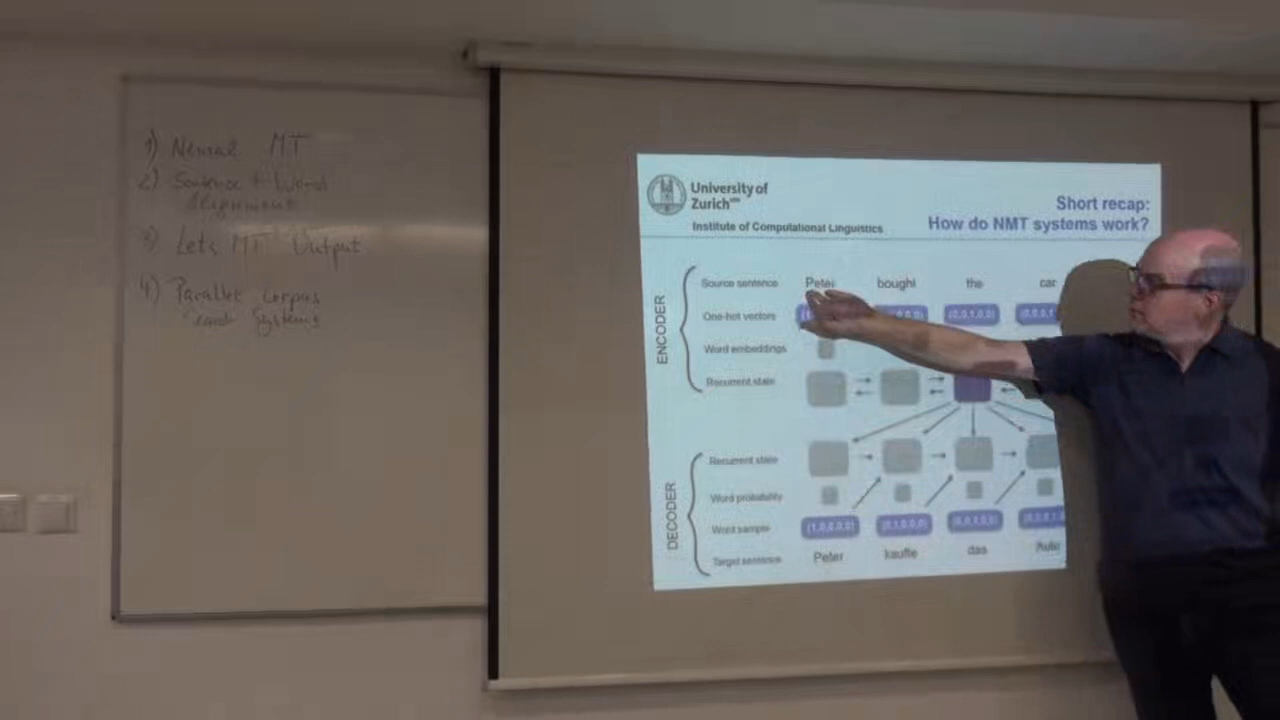 1) Neural MT
2) Sentence + Word
Alignment
3) Lets MT Output
4) Parallel Corpus
and Systems
University of
Zurich
Institute of Computational Linguistics
Short recap:
How do NMT systems work?
ENCODER
Source sentence Peter bought the car
One-hot vectors (0,0,1,0,0)
Word embeddings
Recurrent state
DECODER
Recurrent state
Word probability
Word sample (1,0,0,0,0) (0,1,0,0,0) (0,0,1,0,0)
Target sentence Peter kaufte das Auto